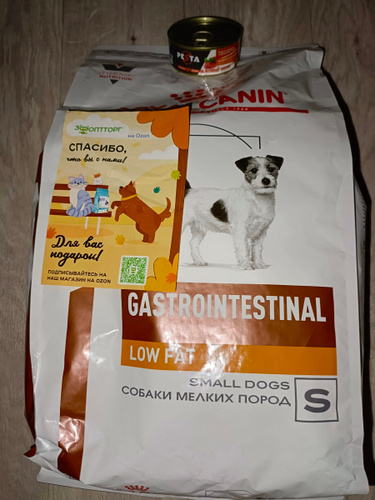 PESTA
CANIN
ЗООПТТОРГ
на Ozon
СПАСИБО,
что вы с нами!
Для вас
подарок!
ПОДПИСЫВАЙТЕСЬ НА
НАШ МАГАЗИН НА OZON
GASTROINTESTINAL
LOW FAT
SMALL DOGS
СОБАКИ МЕЛКИХ ПОРОД
S